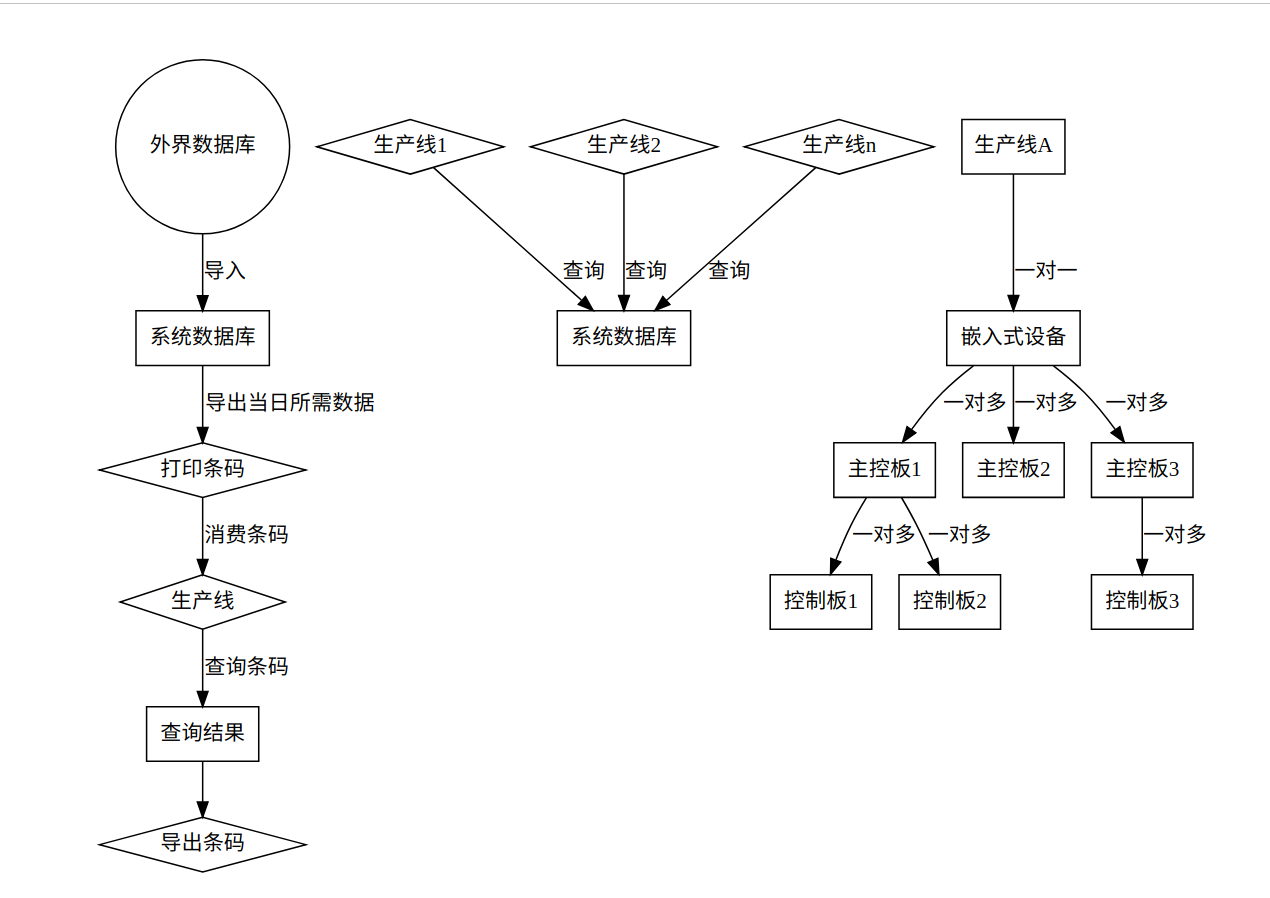 外界数据库
生产线1
生产线2
生产线n
生产线A
导入
查询
查询
查询
一对一
系统数据库
系统数据库
嵌入式设备
导出当日所需数据
一对多
一对多
一对多
打印条码
主控板1
主控板2
主控板3
消费条码
一对多
一对多
一对多
生产线
控制板1
控制板2
控制板3
查询条码
查询结果
导出条码